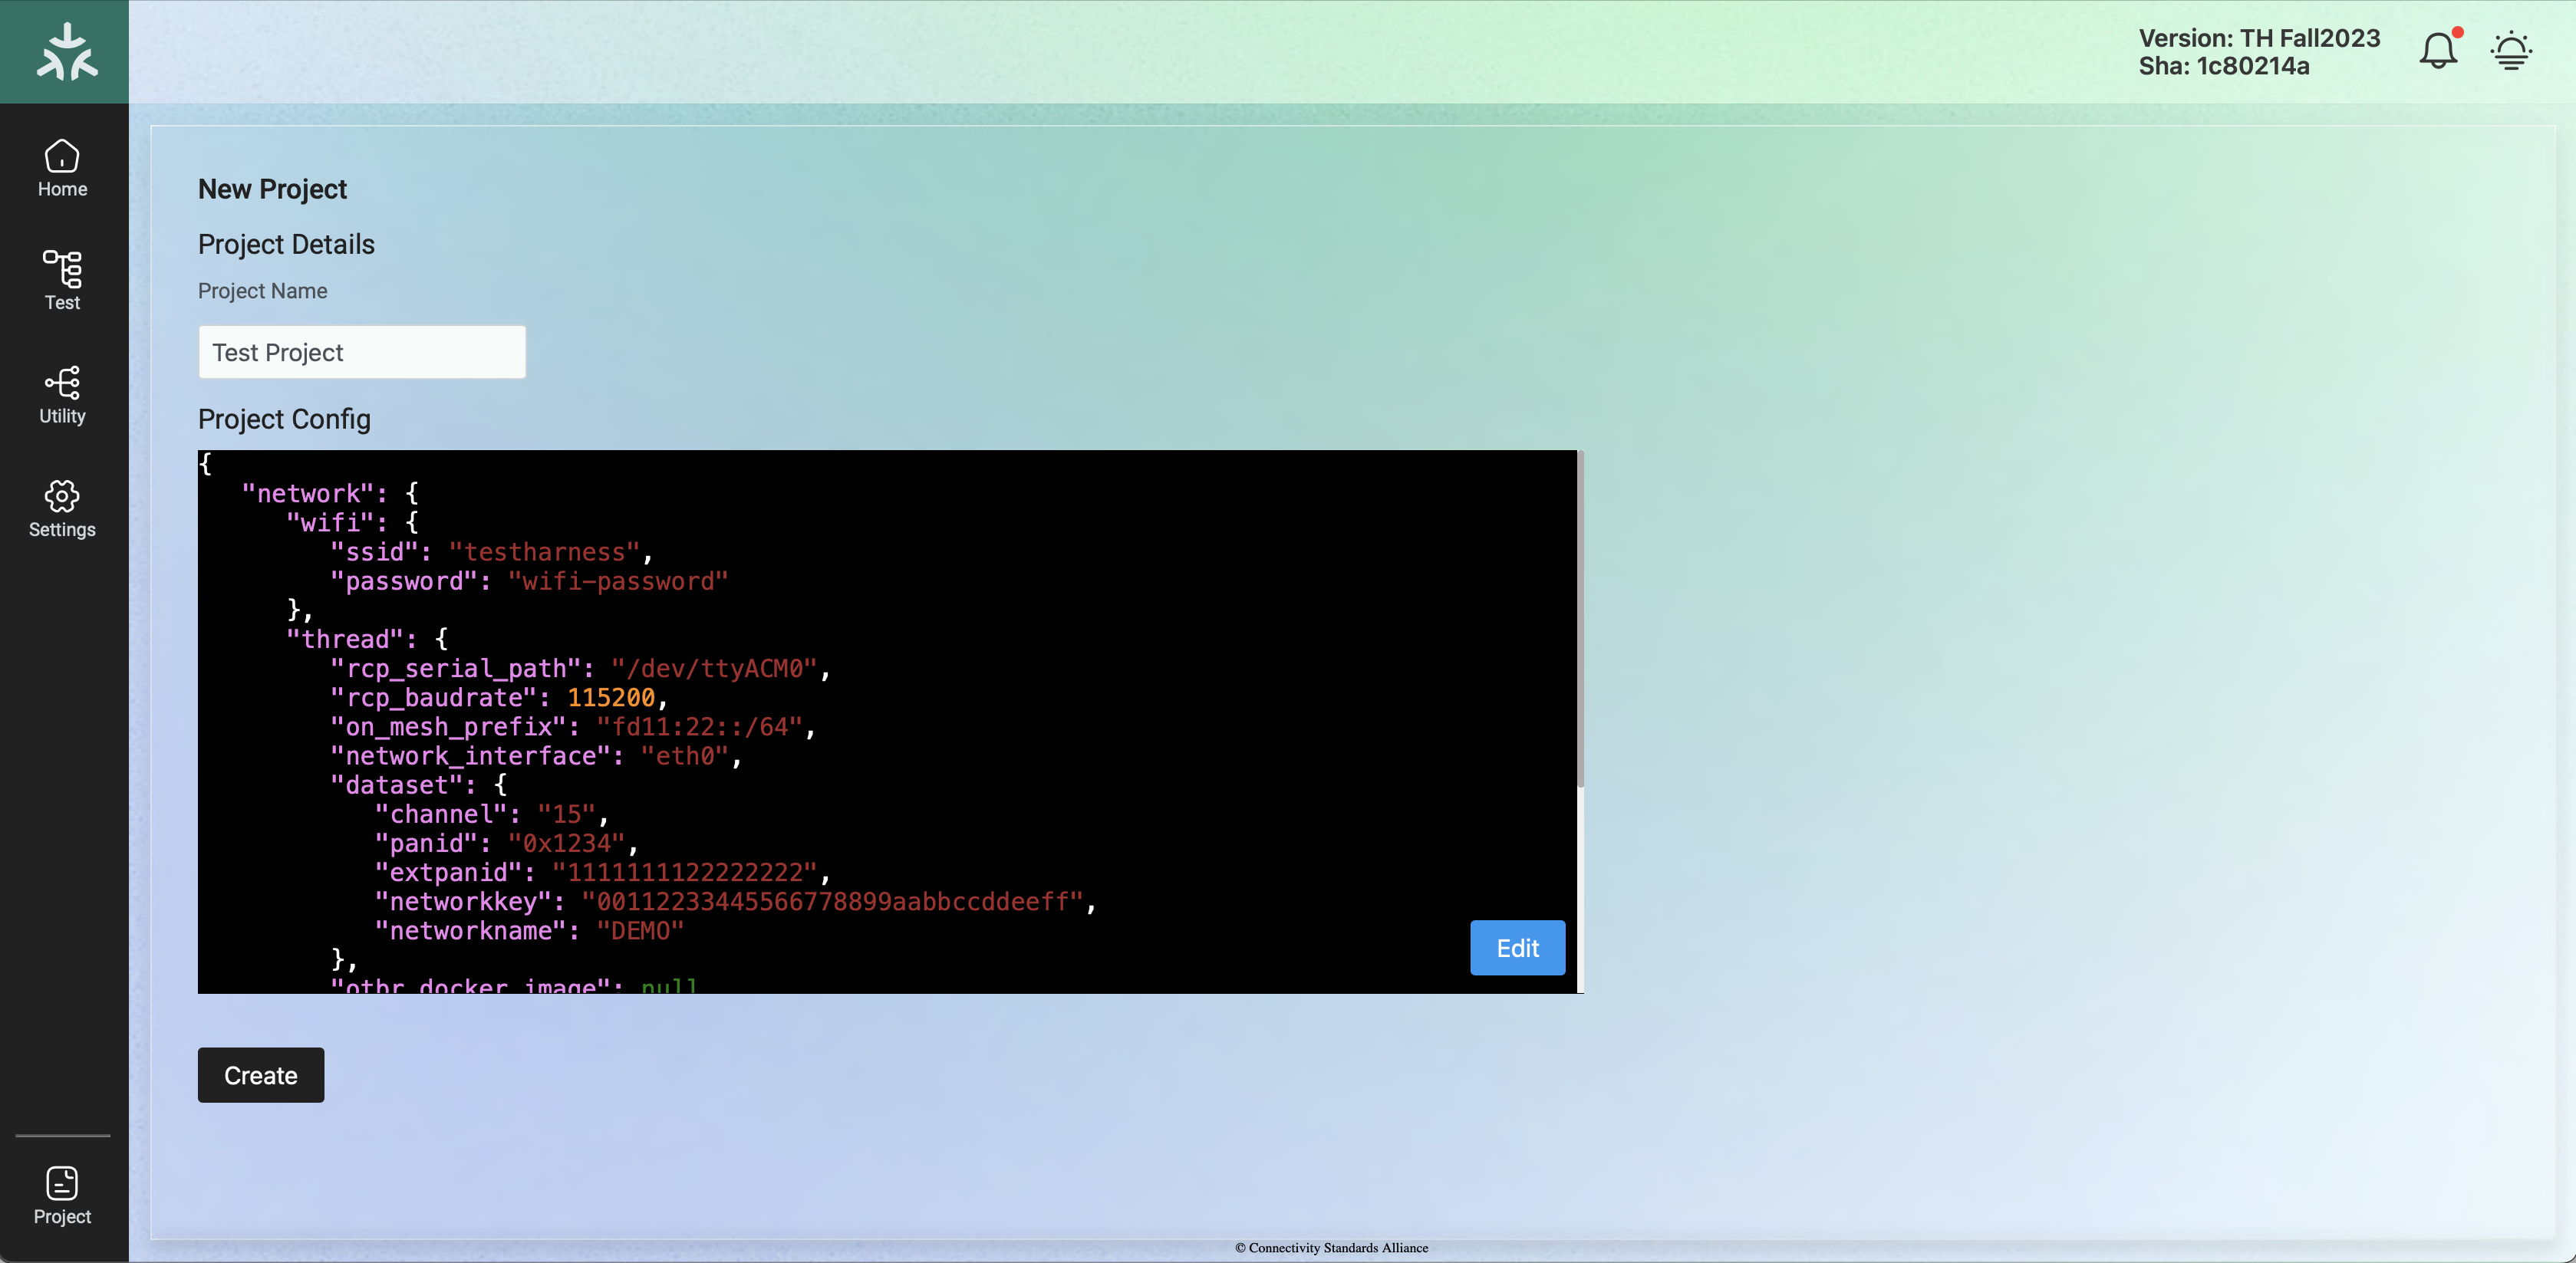 Version: TH Fall2023
Sha: 1c80214a
Home
Test
Utility
Settings
Project
New Project
Project Details
Project Name
Test Project
Project Config
{
"network": {
"wifi": {
"ssid": "testharness",
"password": "wifi-password"
},
"thread": {
"rcp_serial_path": "/dev/ttyACM0",
"rcp_baudrate": 115200,
"on_mesh_prefix": "fd11:22::/64",
"network_interface": "eth0",
"dataset": {
"channel": "15",
"panid": "0x1234",
"extpanid": "1111111122222222",
"networkkey": "00112233445566778899aabbccddeeff",
"networkname": "DEMO"
},
"otbr_docker_image": null
Edit
Create
© Connectivity Standards Alliance